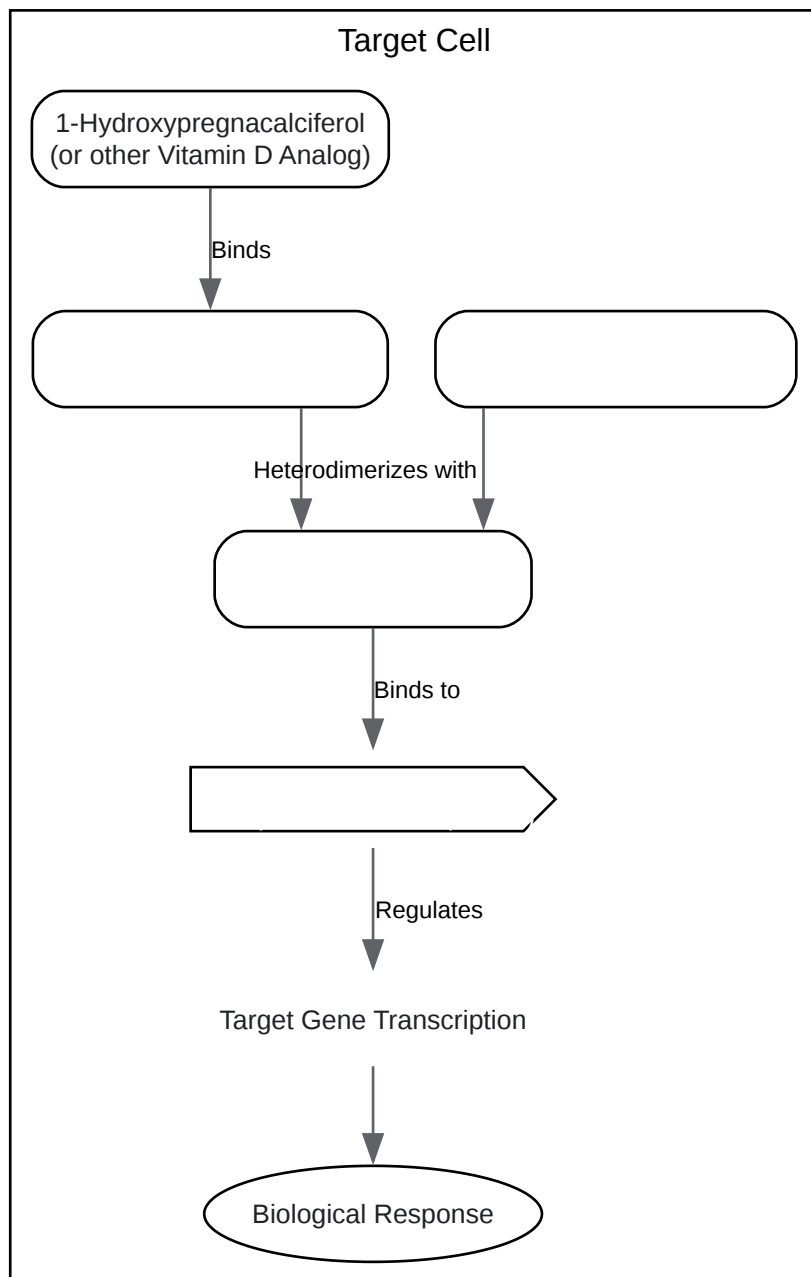 Target Cell
1-Hydroxypregnacalciferol
(or other Vitamin D Analog)
Binds
Heterodimerizes with
Binds to
Regulates
Target Gene Transcription
Biological Response